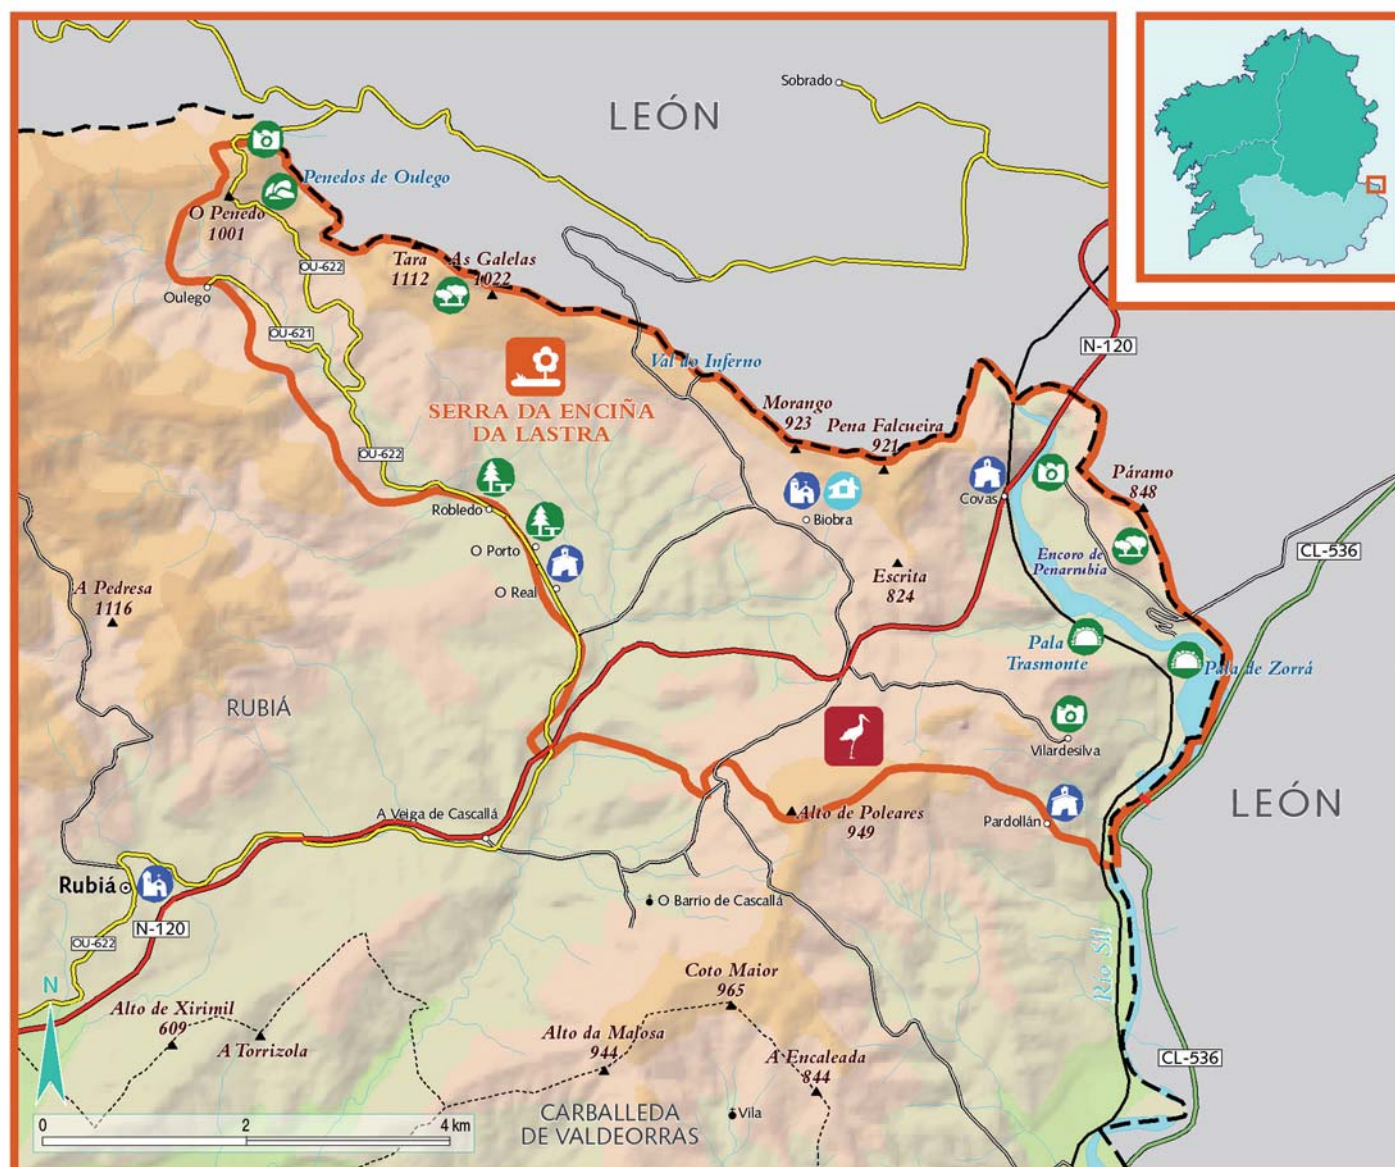 Sobrado
LEÓN
Penedos de Oulego
O Penedo
1001
Tara
1112
As Galelas
1022
OU-622
Oulego
OU-621
Val do Inferno
N-120
SERRA DA ENCIÑA
DA LASTRA
Morango
923
Pena Falcueira
921
OU-622
Páramo
848
Robledo
Covas
Biobra
CL-536
O Porto
Encoro de
Penarrubia
Escrita
824
O Real
A Pedresa
1116
Pala
Trasmonte
Pala de Zorrá
RUBIÁ
Vilardesilva
LEÓN
A Veiga de Cascallá
Alto de Poleares
949
Pardollán
Rubiá
O Barrio de Cascallá
N-120
OU-622
Río Sil
N
Coto Maior
965
Alto de Xirimil
609
A Torrizola
Alto da Mafosa
944
A Encaleada
844
CL-536
CARBALLEDA
DE VALDEORRAS
Vila
0 2 4 km